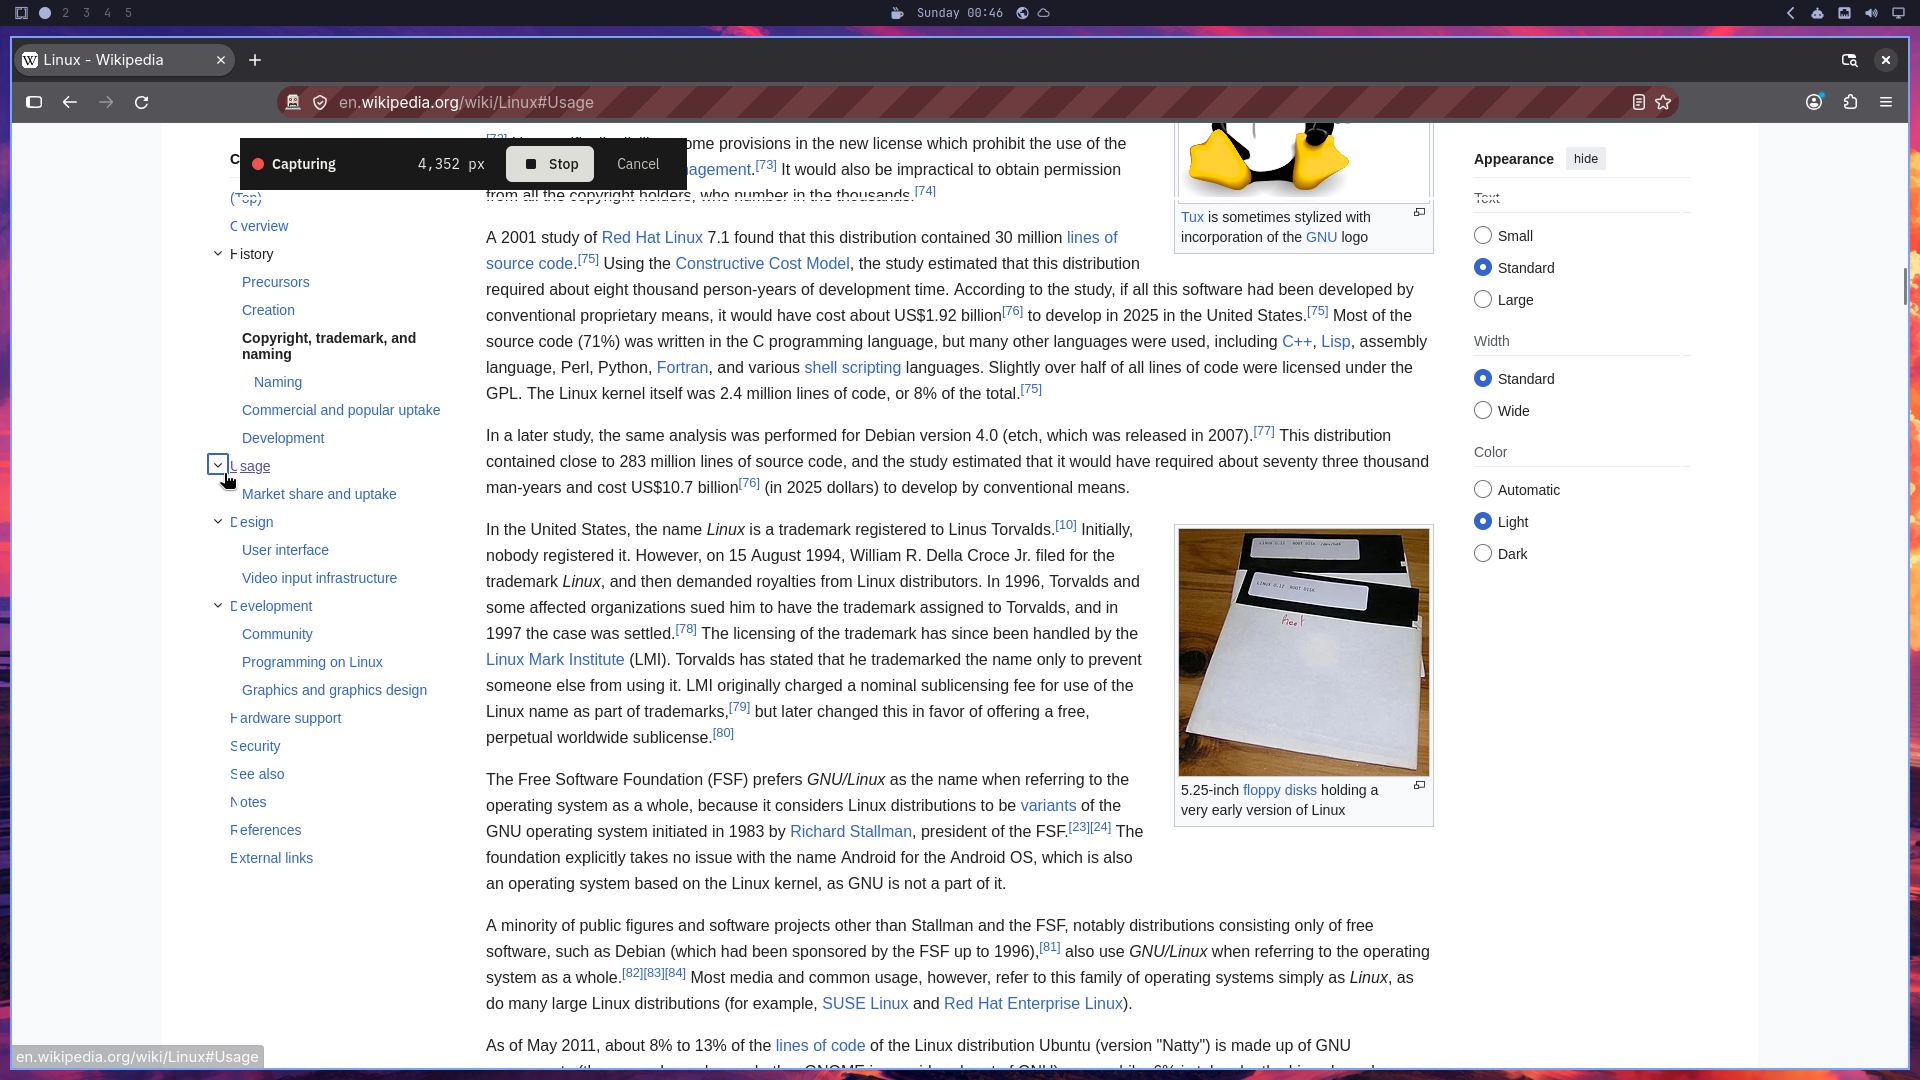 2 3 4 5
Sunday 00:46
Linux - Wikipedia
en.wikipedia.org/wiki/Linux#Usage
Capturing 4,352 px Stop Cancel
(Top)
Overview
History
Precursors
Creation
Copyright, trademark, and
naming
Naming
Commercial and popular uptake
Development
Usage
Market share and uptake
Design
User interface
Video input infrastructure
Development
Community
Programming on Linux
Graphics and graphics design
Hardware support
Security
See also
Notes
References
External links
ome provisions in the new license which prohibit the use of the
agement.[73] It would also be impractical to obtain permission
from all the copyright holders, who number in the thousands.[74]
A 2001 study of Red Hat Linux 7.1 found that this distribution contained 30 million lines of
source code.[75] Using the Constructive Cost Model, the study estimated that this distribution
required about eight thousand person-years of development time. According to the study, if all this software had been developed by
conventional proprietary means, it would have cost about US$1.92 billion[76] to develop in 2025 in the United States.[75] Most of the
source code (71%) was written in the C programming language, but many other languages were used, including C++, Lisp, assembly
language, Perl, Python, Fortran, and various shell scripting languages. Slightly over half of all lines of code were licensed under the
GPL. The Linux kernel itself was 2.4 million lines of code, or 8% of the total.[75]
In a later study, the same analysis was performed for Debian version 4.0 (etch, which was released in 2007).[77] This distribution
contained close to 283 million lines of source code, and the study estimated that it would have required about seventy three thousand
man-years and cost US$10.7 billion[76] (in 2025 dollars) to develop by conventional means.
In the United States, the name Linux is a trademark registered to Linus Torvalds.[10] Initially,
nobody registered it. However, on 15 August 1994, William R. Della Croce Jr. filed for the
trademark Linux, and then demanded royalties from Linux distributors. In 1996, Torvalds and
some affected organizations sued him to have the trademark assigned to Torvalds, and in
1997 the case was settled.[78] The licensing of the trademark has since been handled by the
Linux Mark Institute (LMI). Torvalds has stated that he trademarked the name only to prevent
someone else from using it. LMI originally charged a nominal sublicensing fee for use of the
Linux name as part of trademarks,[79] but later changed this in favor of offering a free,
perpetual worldwide sublicense.[80]
The Free Software Foundation (FSF) prefers GNU/Linux as the name when referring to the
operating system as a whole, because it considers Linux distributions to be variants of the
GNU operating system initiated in 1983 by Richard Stallman, president of the FSF.[23][24] The
foundation explicitly takes no issue with the name Android for the Android OS, which is also
an operating system based on the Linux kernel, as GNU is not a part of it.
A minority of public figures and software projects other than Stallman and the FSF, notably distributions consisting only of free
software, such as Debian (which had been sponsored by the FSF up to 1996),[81] also use GNU/Linux when referring to the operating
system as a whole.[82][83][84] Most media and common usage, however, refer to this family of operating systems simply as Linux, as
do many large Linux distributions (for example, SUSE Linux and Red Hat Enterprise Linux).
As of May 2011, about 8% to 13% of the lines of code of the Linux distribution Ubuntu (version "Natty") is made up of GNU
Tux is sometimes stylized with
incorporation of the GNU logo
5.25-inch floppy disks holding a
very early version of Linux
Appearance hide
Text
Small
Standard
Large
Width
Standard
Wide
Color
Automatic
Light
Dark
en.wikipedia.org/wiki/Linux#Usage